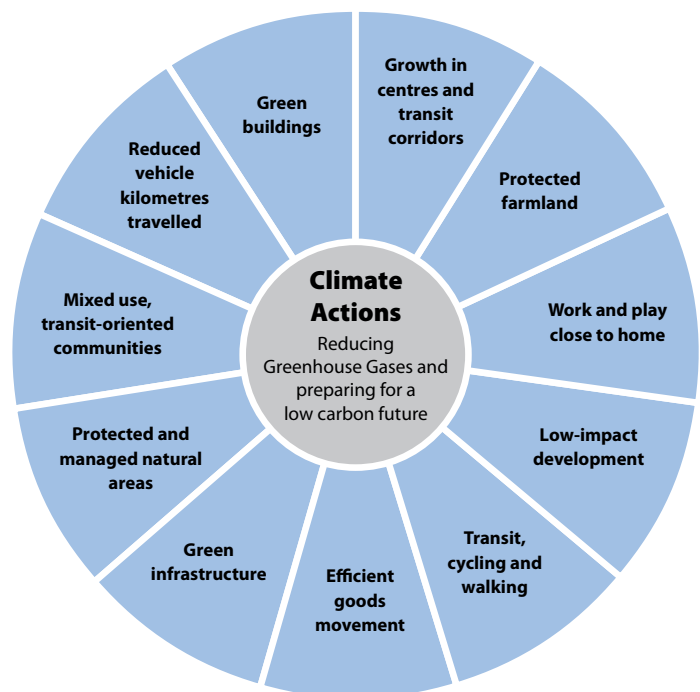 Growth in
centres and
transit
corridors
Protected
farmland
Work and play
close to home
Low-impact
development
Transit,
cycling and
walking
Efficient
goods
movement
Green
infrastructure
Protected and
managed natural
areas
Mixed use,
transit-oriented
communities
Reduced
vehicle
kilometres
travelled
Green
buildings
Climate
Actions
Reducing
Greenhouse Gases and
preparing for a
low carbon future